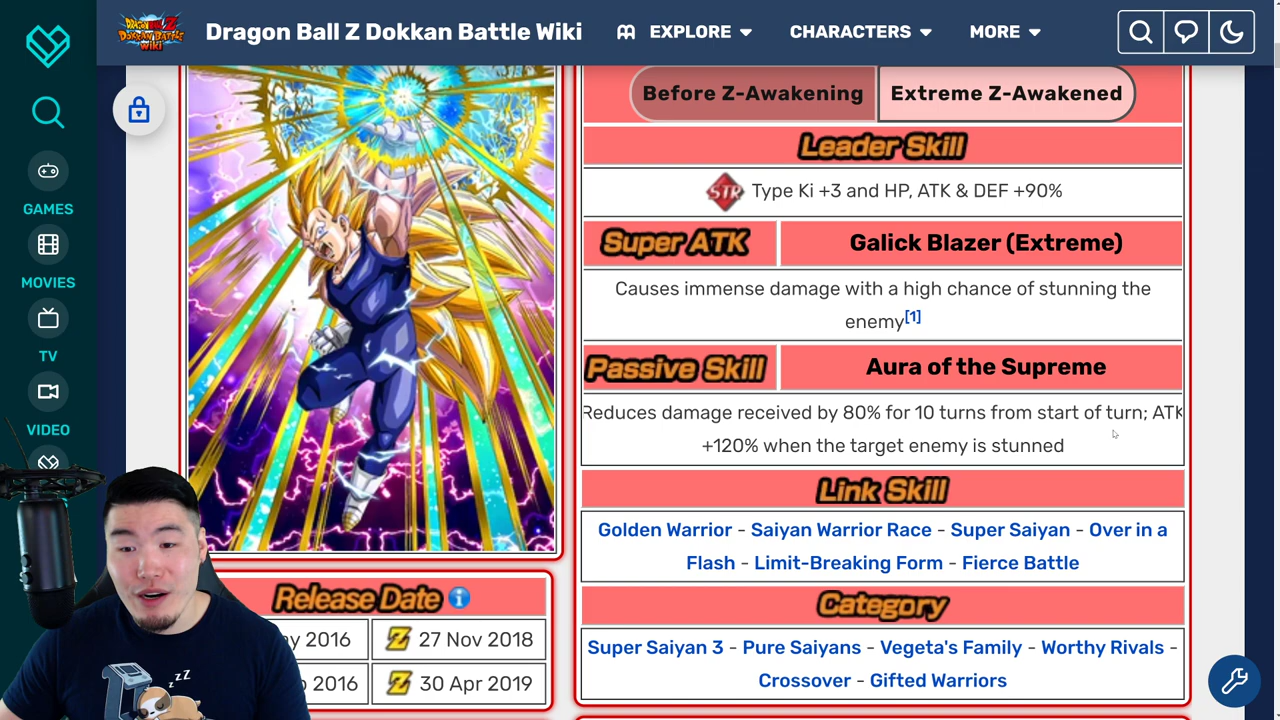 Dragon Ball Z Dokkan Battle Wiki
EXPLORE
CHARACTERS
MORE
GAMES
MOVIES
TV
VIDEO
Before Z-Awakening
Extreme Z-Awakened
Leader Skill
STR Type Ki +3 and HP, ATK & DEF +90%
Super ATK
Galick Blazer (Extreme)
Causes immense damage with a high chance of stunning the
enemy[1]
Passive Skill
Aura of the Supreme
Reduces damage received by 80% for 10 turns from start of turn; ATK
+120% when the target enemy is stunned
Link Skill
Golden Warrior - Saiyan Warrior Race - Super Saiyan - Over in a
Flash - Limit-Breaking Form - Fierce Battle
Category
Super Saiyan 3 - Pure Saiyans - Vegeta's Family - Worthy Rivals -
Crossover - Gifted Warriors
Release Date
2016
Z 27 Nov 2018
2016
Z 30 Apr 2019
z z Z